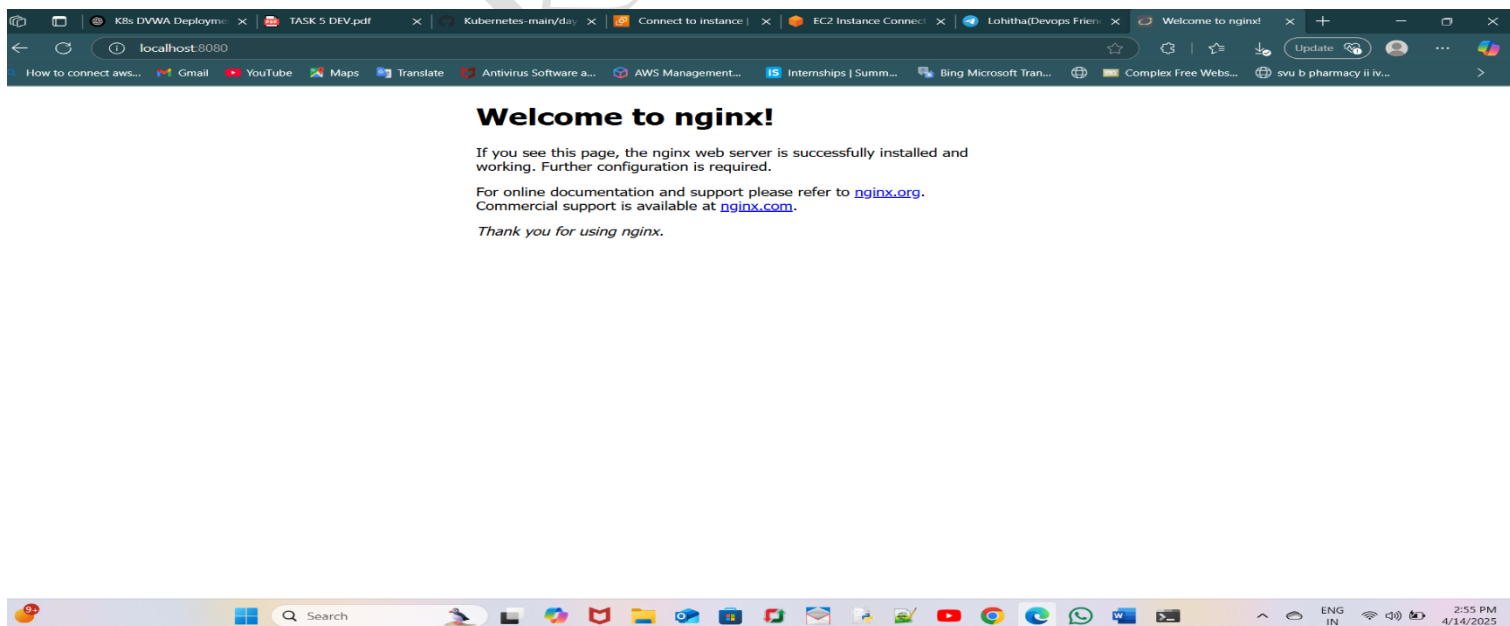 K8s DVWA Deployme
TASK 5 DEV.pdf
Kubernetes-main/day
Connect to instance |
EC2 Instance Connect
Lohitha(Devops Frien
Welcome to nginx!
localhost:8080
Update
How to connect aws...
Gmail
YouTube
Maps
Translate
Antivirus Software a...
AWS Management...
IS Internships | Summ...
Bing Microsoft Tran...
Complex Free Webs...
svu b pharmacy ii iv...
Welcome to nginx!
If you see this page, the nginx web server is successfully installed and
working. Further configuration is required.
For online documentation and support please refer to nginx.org.
Commercial support is available at nginx.com.
Thank you for using nginx.
9+
Search
ENG
IN
2:55 PM
4/14/2025